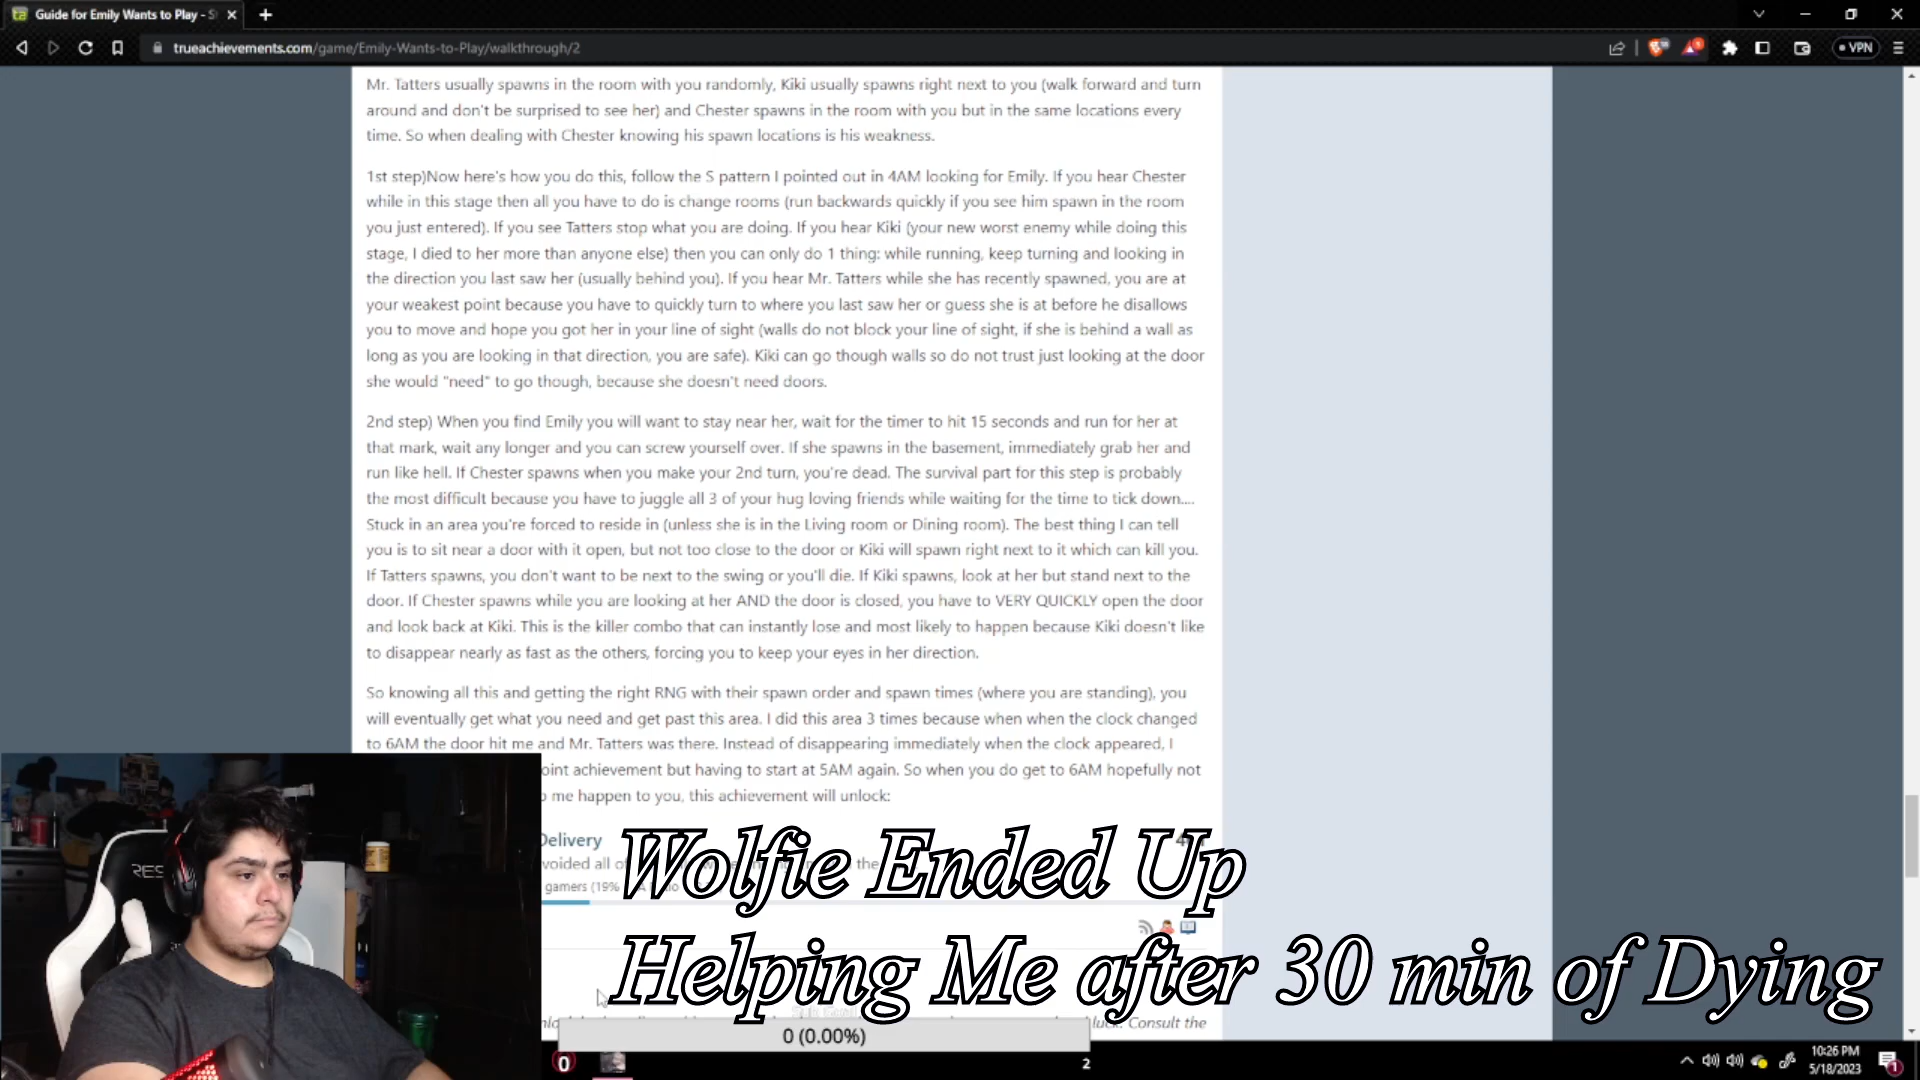 Guide for Emily Wants to Play - S
trueachievements.com/game/Emily-Wants-to-Play/walkthrough/2
VPN
Mr. Tatters usually spawns in the room with you randomly, Kiki usually spawns right next to you (walk forward and turn
around and don't be surprised to see her) and Chester spawns in the room with you but in the same locations every
time. So when dealing with Chester knowing his spawn locations is his weakness.
1st step)Now here's how you do this, follow the S pattern I pointed out in 4AM looking for Emily. If you hear Chester
while in this stage then all you have to do is change rooms (run backwards quickly if you see him spawn in the room
you just entered). If you see Tatters stop what you are doing. If you hear Kiki (your new worst enemy while doing this
stage, I died to her more than anyone else) then you can only do 1 thing: while running, keep turning and looking in
the direction you last saw her (usually behind you). If you hear Mr. Tatters while she has recently spawned, you are at
your weakest point because you have to quickly turn to where you last saw her or guess she is at before he disallows
you to move and hope you got her in your line of sight (walls do not block your line of sight, if she is behind a wall as
long as you are looking in that direction, you are safe). Kiki can go though walls so do not trust just looking at the door
she would "need" to go though, because she doesn't need doors.
2nd step) When you find Emily you will want to stay near her, wait for the timer to hit 15 seconds and run for her at
that mark, wait any longer and you can screw yourself over. If she spawns in the basement, immediately grab her and
run like hell. If Chester spawns when you make your 2nd turn, you're dead. The survival part for this step is probably
the most difficult because you have to juggle all 3 of your hug loving friends while waiting for the time to tick down....
Stuck in an area you're forced to reside in (unless she is in the Living room or Dining room). The best thing I can tell
you is to sit near a door with it open, but not too close to the door or Kiki will spawn right next to it which can kill you.
If Tatters spawns, you don't want to be next to the swing or you'll die. If Kiki spawns, look at her but stand next to the
door. If Chester spawns while you are looking at her AND the door is closed, you have to VERY QUICKLY open the door
and look back at Kiki. This is the killer combo that can instantly lose and most likely to happen because Kiki doesn't like
to disappear nearly as fast as the others, forcing you to keep your eyes in her direction.
So knowing all this and getting the right RNG with their spawn order and spawn times (where you are standing), you
will eventually get what you need and get past this area. I did this area 3 times because when when the clock changed
to 6AM the door hit me and Mr. Tatters was there. Instead of disappearing immediately when the clock appeared, I
oint achievement but having to start at 5AM again. So when you do get to 6AM hopefully not
me happen to you, this achievement will unlock:
Delivery
voided all of
the
gamers (19%
Wolfie Ended Up
Helping Me after 30 min of Dying
luck. Consult the
0 (0.00%)
0
2
10:26 PM
5/18/2023
1